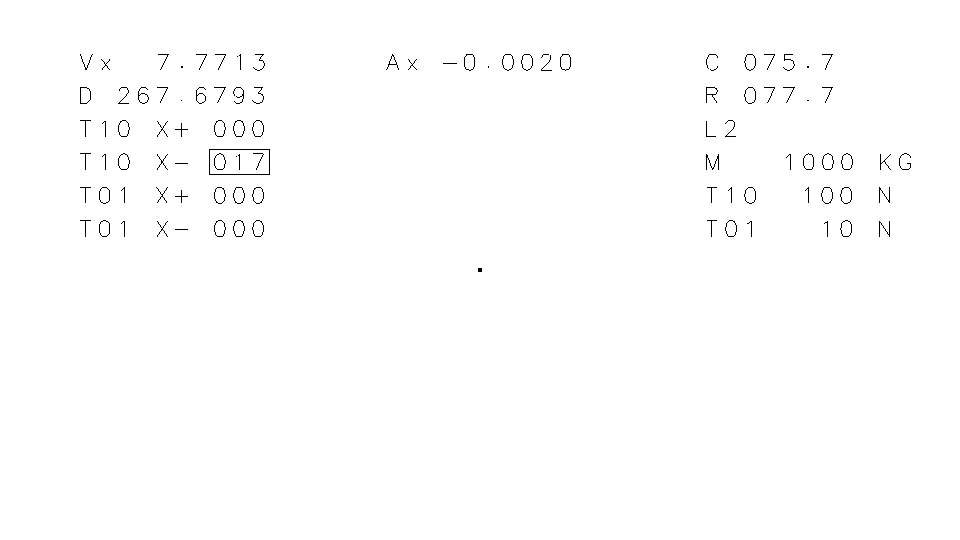 Vx 7.7713 Ax -0.0020 C 075.7
D 267.6793 R 077.7
T10 X+ 000 L2
T10 X- 017 M 1000 KG
T01 X+ 000 T10 100 N
T01 X- 000 T01 10 N